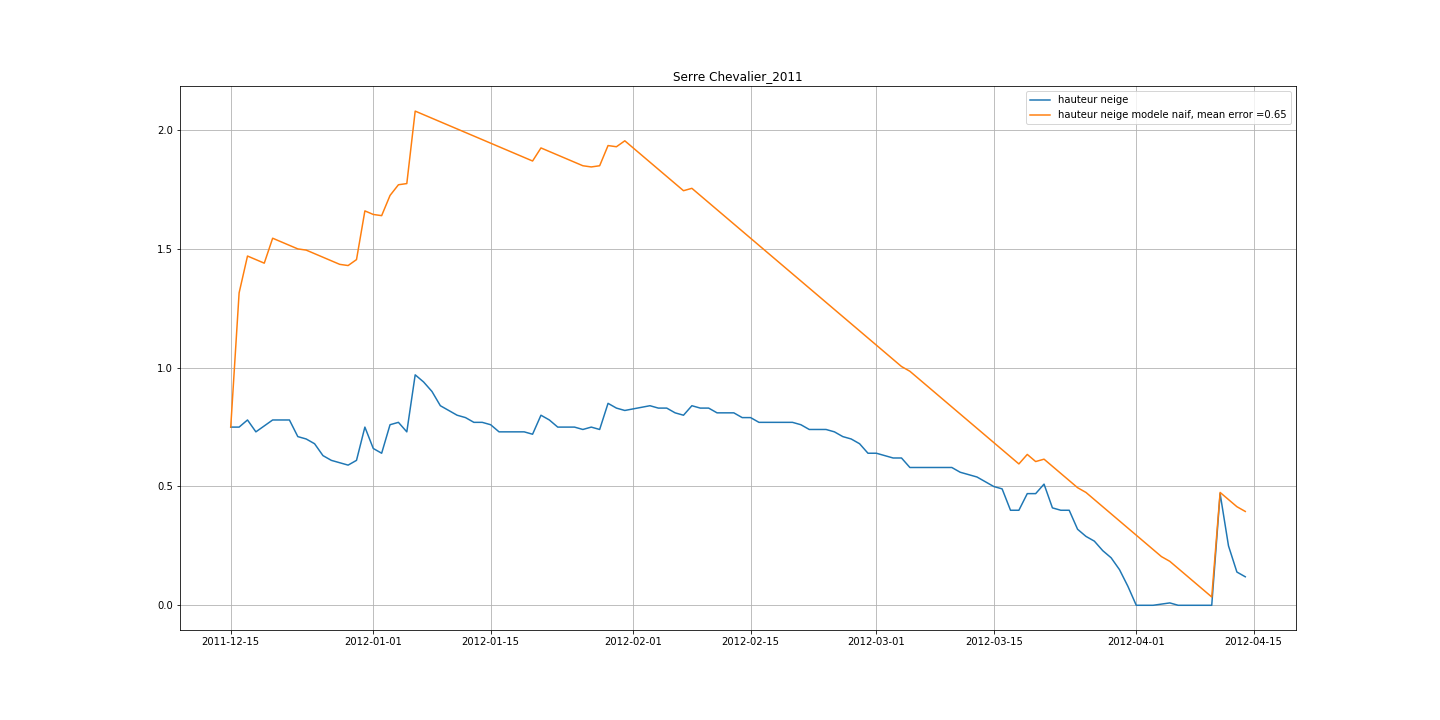 Serre Chevalier_2011
hauteur neige
hauteur neige modele naif, mean error =0.65
2.0
1.5
1.0
0.5
0.0
2011-12-15 2012-01-01 2012-01-15 2012-02-01 2012-02-15 2012-03-01 2012-03-15 2012-04-01 2012-04-15